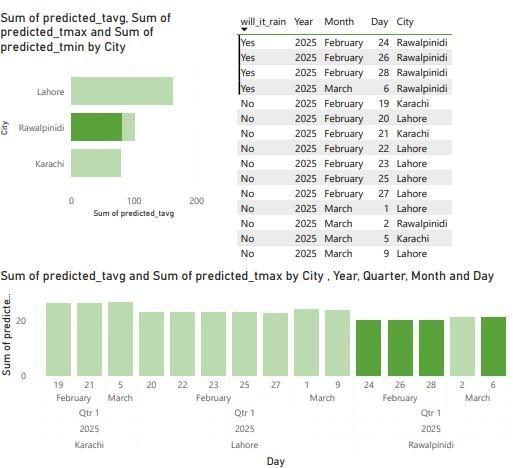 Sum of predicted_tavg, Sum of
predicted_tmax and Sum of
predicted_tmin by City
City
Lahore
Rawalpindi
Karachi
0 100 200
Sum of predicted_tavg
will_it_rain Year Month Day City
Yes 2025 February 24 Rawalpinidi
Yes 2025 February 26 Rawalpinidi
Yes 2025 February 28 Rawalpinidi
Yes 2025 March 6 Rawalpinidi
No 2025 February 19 Karachi
No 2025 February 20 Lahore
No 2025 February 21 Karachi
No 2025 February 22 Lahore
No 2025 February 23 Lahore
No 2025 February 25 Lahore
No 2025 February 27 Lahore
No 2025 March 1 Lahore
No 2025 March 2 Rawalpinidi
No 2025 March 5 Karachi
No 2025 March 9 Lahore
Sum of predicted_tavg and Sum of predicted_tmax by City , Year, Quarter, Month and Day
Sum of predicte...
20
0
19 21 5 20 22 23 25 27 1 9 24 26 28 2 6
February March February March February March
Qtr 1 Qtr 1 Qtr 1
2025 2025 2025
Karachi Lahore Rawalpinidi
Day